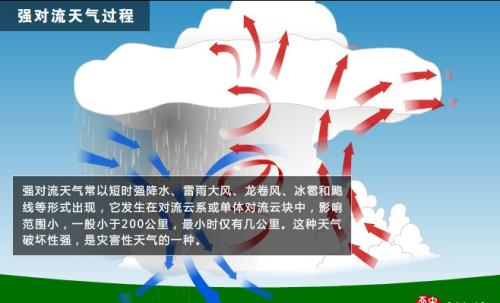 强对流天气过程
强对流天气常以短时强降水、雷雨大风、龙卷风、冰雹和飑
线等形式出现，它发生在对流云系或单体对流云块中，影响
范围小，一般小于200公里，最小时仅有几公里。这种天气
破坏性强，是灾害性天气的一种。